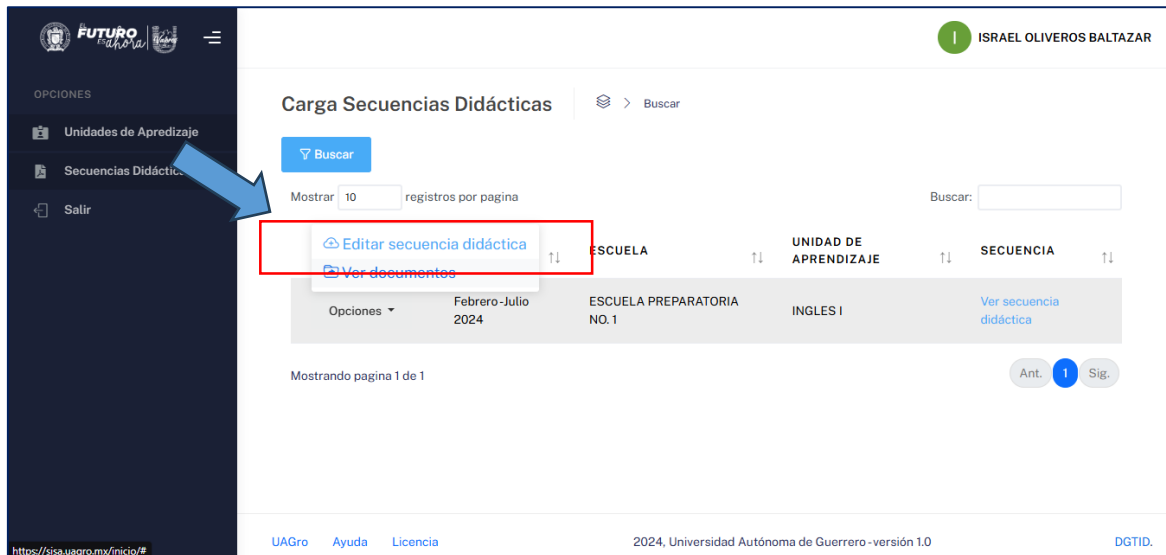 FUTURO
ES ahora
UAGro
I
ISRAEL OLIVEROS BALTAZAR
OPCIONES
Unidades de Apredizaje
Secuencias Didáctic
Salir
Carga Secuencias Didácticas
> Buscar
Buscar
Mostrar 10 registros por pagina
Buscar:
Editar secuencia didáctica
Ver documentos
ESCUELA
UNIDAD DE
APRENDIZAJE
SECUENCIA
Opciones
Febrero-Julio
2024
ESCUELA PREPARATORIA
NO. 1
INGLES I
Ver secuencia
didáctica
Mostrando pagina 1 de 1
Ant. 1 Sig.
https://sisa.uagro.mx/inicio/#
UAGro Ayuda Licencia
2024, Universidad Autónoma de Guerrero - versión 1.0
DGTID.